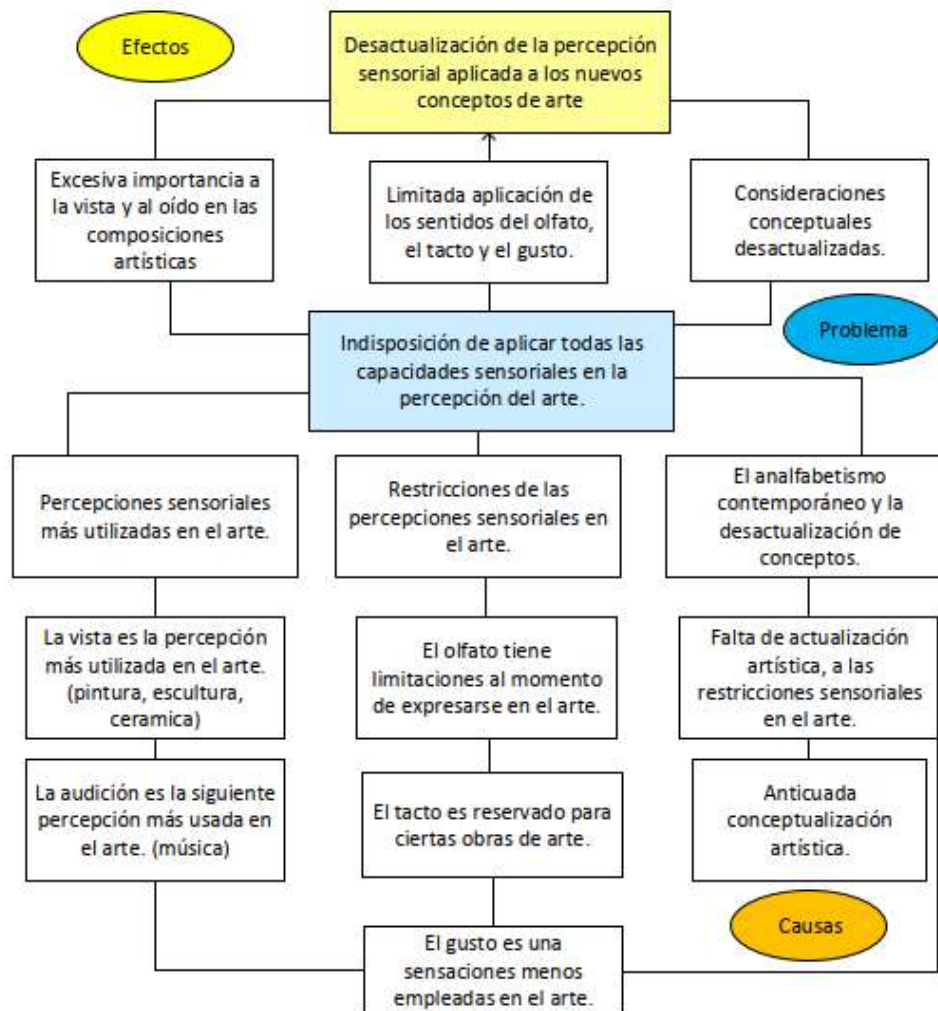 Efectos
Desactualización de la percepción
sensorial aplicada a los nuevos
conceptos de arte
Excesiva importancia a
la vista y al oído en las
composiciones
artísticas
Limitada aplicación de
los sentidos del olfato,
el tacto y el gusto.
Consideraciones
conceptuales
desactualizadas.
Problema
Indisposición de aplicar todas las
capacidades sensoriales en la
percepción del arte.
Percepciones sensoriales
más utilizadas en el arte.
Restricciones de las
percepciones sensoriales en
el arte.
El analfabetismo
contemporáneo y la
desactualización de
conceptos.
La vista es la percepción
más utilizada en el arte.
(pintura, escultura,
ceramica)
El olfato tiene
limitaciones al momento
de expresarse en el arte.
Falta de actualización
artística, a las
restricciones sensoriales
en el arte.
La audición es la siguiente
percepción más usada en
el arte. (música)
El tacto es reservado para
ciertas obras de arte.
Anticuada
conceptualización
artística.
Causas
El gusto es una
sensaciones menos
empleadas en el arte.